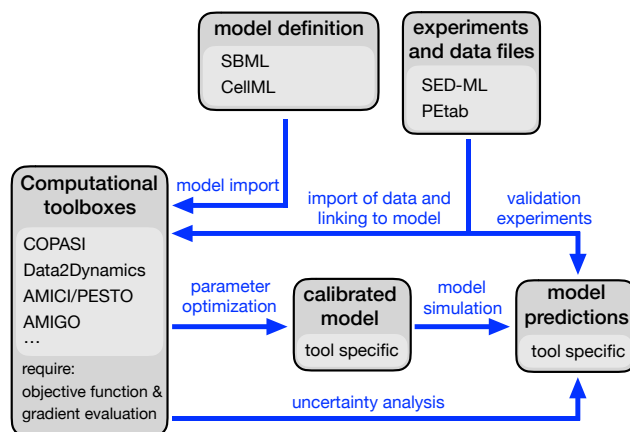 model definition
SBML
CellML
experiments
and data files
SED-ML
PEtab
model import
import of data and
linking to model
validation
experiments
Computational
toolboxes
COPASI
Data2Dynamics
AMICI/PESTO
AMIGO
...
require:
objective function &
gradient evaluation
parameter
optimization
calibrated
model
tool specific
model
simulation
model
predictions
tool specific
uncertainty analysis